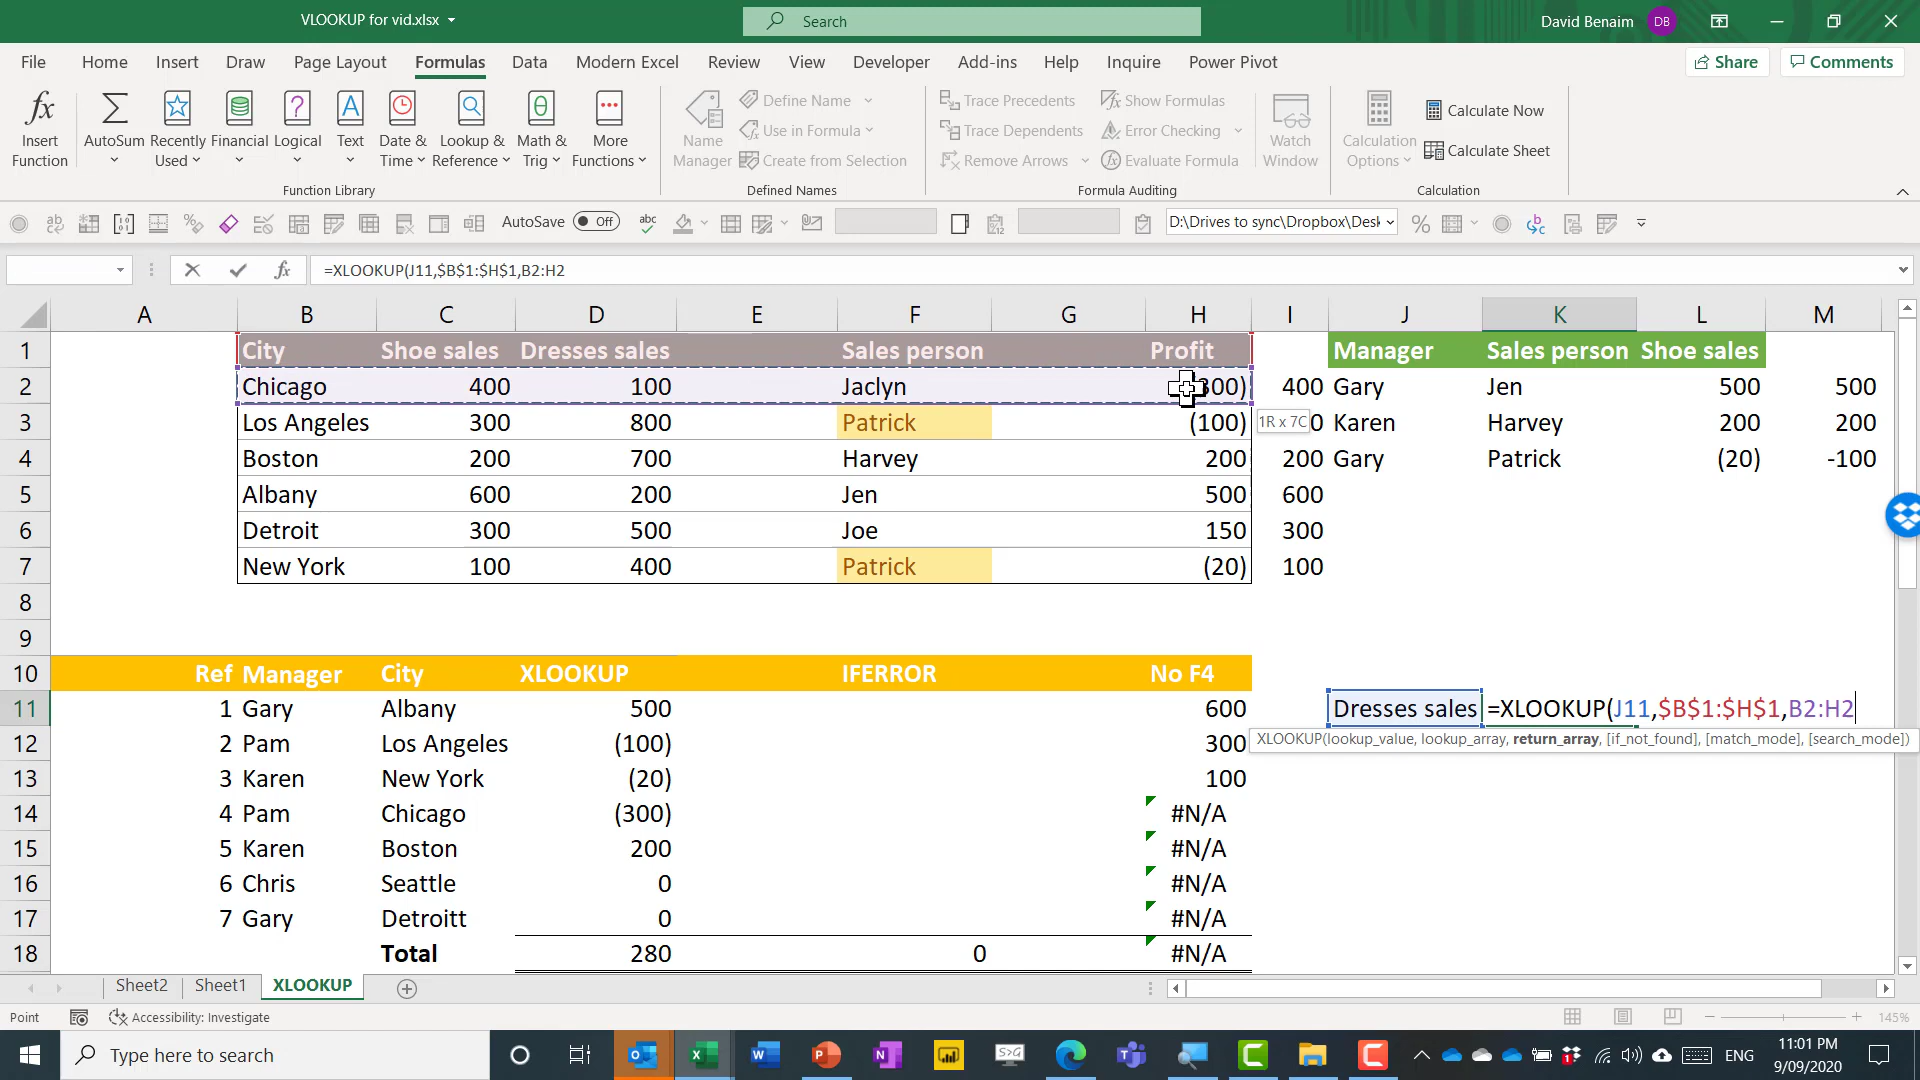 VLOOKUP for vid.xlsx
Search
David Benaim DB
File Home Insert Draw Page Layout Formulas Data Modern Excel Review View Developer Add-ins Help Inquire Power Pivot Share Comments
Insert Function
AutoSum
Recently Used
Financial
Logical
Text
Date & Time
Lookup & Reference
Math & Trig
More Functions
Function Library
Name Manager
Define Name
Use in Formula
Create from Selection
Defined Names
Trace Precedents
Trace Dependents
Remove Arrows
Show Formulas
Error Checking
Evaluate Formula
Watch Window
Formula Auditing
Calculation Options
Calculate Now
Calculate Sheet
Calculation
AutoSave Off
D:\Drives to sync\Dropbox\Desk
=XLOOKUP(J11,$B$1:$H$1,B2:H2
A B C D E F G H I J K L M
1 City Shoe sales Dresses sales Sales person Profit Manager Sales person Shoe sales
2 Chicago 400 100 Jaclyn 300) 400 Gary Jen 500 500
3 Los Angeles 300 800 Patrick (100) 1R x 7C 0 Karen Harvey 200 200
4 Boston 200 700 Harvey 200 200 Gary Patrick (20) -100
5 Albany 600 200 Jen 500 600
6 Detroit 300 500 Joe 150 300
7 New York 100 400 Patrick (20) 100
8
9
10 Ref Manager City XLOOKUP IFERROR No F4
11 1 Gary Albany 500 600 Dresses sales =XLOOKUP(J11,$B$1:$H$1,B2:H2
XLOOKUP(lookup_value, lookup_array, return_array, [if_not_found], [match_mode], [search_mode])
12 2 Pam Los Angeles (100) 300
13 3 Karen New York (20) 100
14 4 Pam Chicago (300) #N/A
15 5 Karen Boston 200 #N/A
16 6 Chris Seattle 0 #N/A
17 7 Gary Detroitt 0 #N/A
18 Total 280 0 #N/A
Sheet2 Sheet1 XLOOKUP
Point Accessibility: Investigate 145%
Type here to search
ENG
11:01 PM
9/09/2020